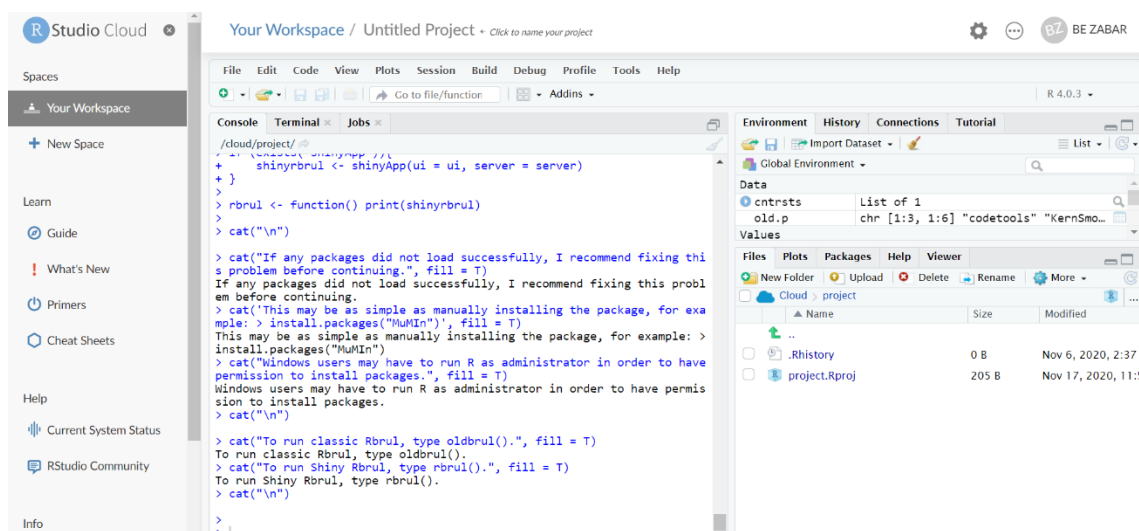 R Studio Cloud
Spaces
Your Workspace
New Space
Learn
Guide
What's New
Primers
Cheat Sheets
Help
Current System Status
RStudio Community
Info
Your Workspace / Untitled Project Click to name your project
BZ BE ZABAR
File Edit Code View Plots Session Build Debug Profile Tools Help
Go to file/function Addins R 4.0.3
Console Terminal Jobs
/cloud/project/
> if (exists("shinyApp")){
+ shinyrbrul <- shinyApp(ui = ui, server = server)
+ }
>
> rbrul <- function() print(shinyrbrul)
>
> cat("\n")
> cat("If any packages did not load successfully, I recommend fixing thi
s problem before continuing.", fill = T)
If any packages did not load successfully, I recommend fixing this probl
em before continuing.
> cat('This may be as simple as manually installing the package, for exa
mple: > install.packages("MuMIn")', fill = T)
This may be as simple as manually installing the package, for example: >
install.packages("MuMIn")
> cat("Windows users may have to run R as administrator in order to have
permission to install packages.", fill = T)
Windows users may have to run R as administrator in order to have permis
sion to install packages.
> cat("\n")
> cat("To run classic Rbrul, type oldbrul().", fill = T)
To run classic Rbrul, type oldbrul().
> cat("To run Shiny Rbrul, type rbrul().", fill = T)
To run Shiny Rbrul, type rbrul().
> cat("\n")
>
Environment History Connections Tutorial
Import Dataset List
Global Environment
Data
cntrsts List of 1
old.p chr [1:3, 1:6] "codetools" "KernSmo…
Values
Files Plots Packages Help Viewer
New Folder Upload Delete Rename More
Cloud project ...
Name Size Modified
..
.Rhistory 0 B Nov 6, 2020, 2:37
project.Rproj 205 B Nov 17, 2020, 11: